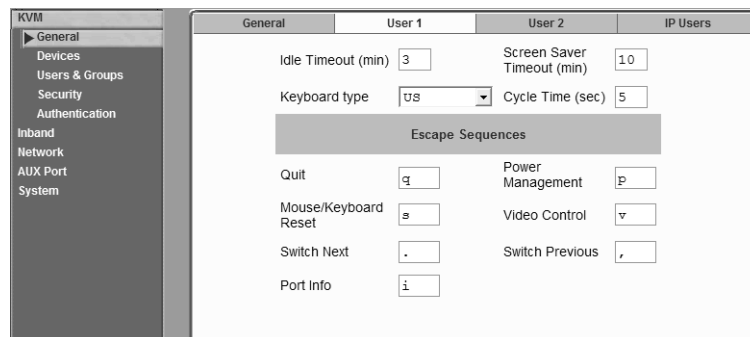 KVM
General
Devices
Users & Groups
Security
Authentication
Inband
Network
AUX Port
System
General User 1 User 2 IP Users
Idle Timeout (min) 3 Screen Saver Timeout (min) 10
Keyboard type US Cycle Time (sec) 5
Escape Sequences
Quit q Power Management p
Mouse/Keyboard Reset s Video Control v
Switch Next . Switch Previous ,
Port Info i